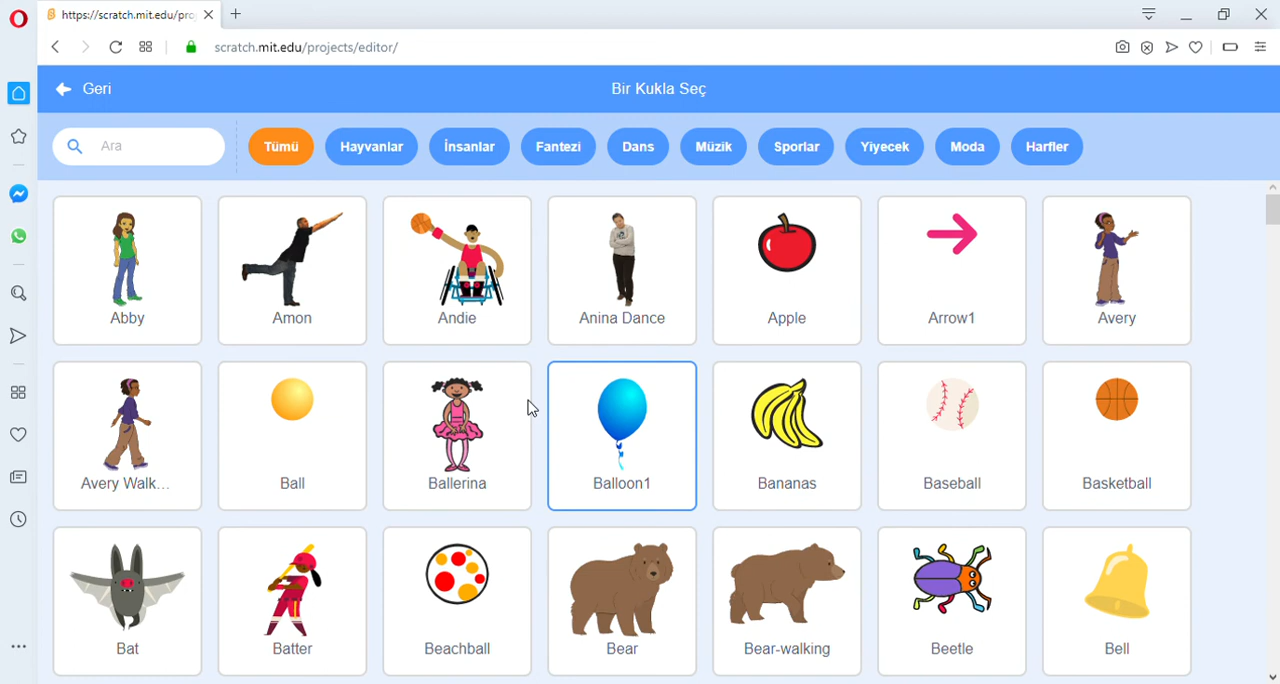 https://scratch.mit.edu/pro
scratch.mit.edu/projects/editor/
Geri
Bir Kukla Seç
Ara
Tümü
Hayvanlar
İnsanlar
Fantezi
Dans
Müzik
Sporlar
Yiyecek
Moda
Harfler
Abby
Amon
Andie
Anina Dance
Apple
Arrow1
Avery
Avery Walk...
Ball
Ballerina
Balloon1
Bananas
Baseball
Basketball
Bat
Batter
Beachball
Bear
Bear-walking
Beetle
Bell